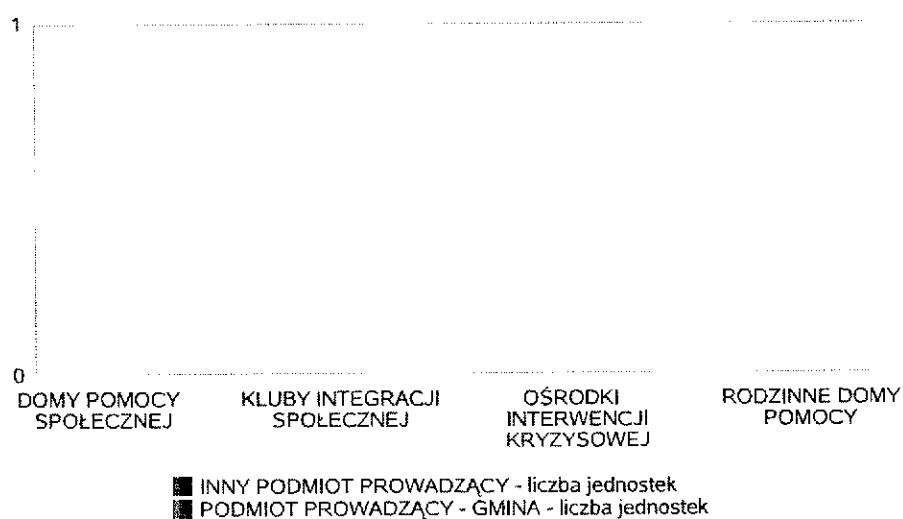 1
0
DOMY POMOCY
SPOŁECZNEJ
KLUBY INTEGRACJI
SPOŁECZNEJ
OŚRODKI
INTERWENCJI
KRYZYSOWEJ
RODZINNE DOMY
POMOCY
INNY PODMIOT PROWADZĄCY - liczba jednostek
PODMIOT PROWADZĄCY - GMINA - liczba jednostek